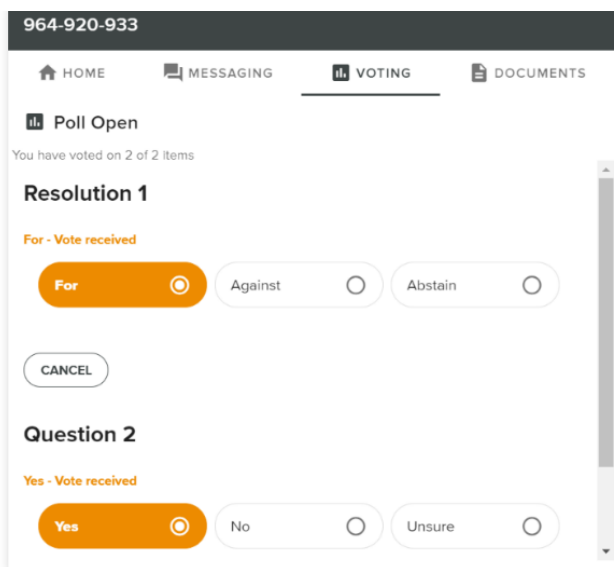 964-920-933
HOME MESSAGING VOTING DOCUMENTS
Poll Open
You have voted on 2 of 2 items
Resolution 1
For - Vote received
For Against Abstain
CANCEL
Question 2
Yes - Vote received
Yes No Unsure